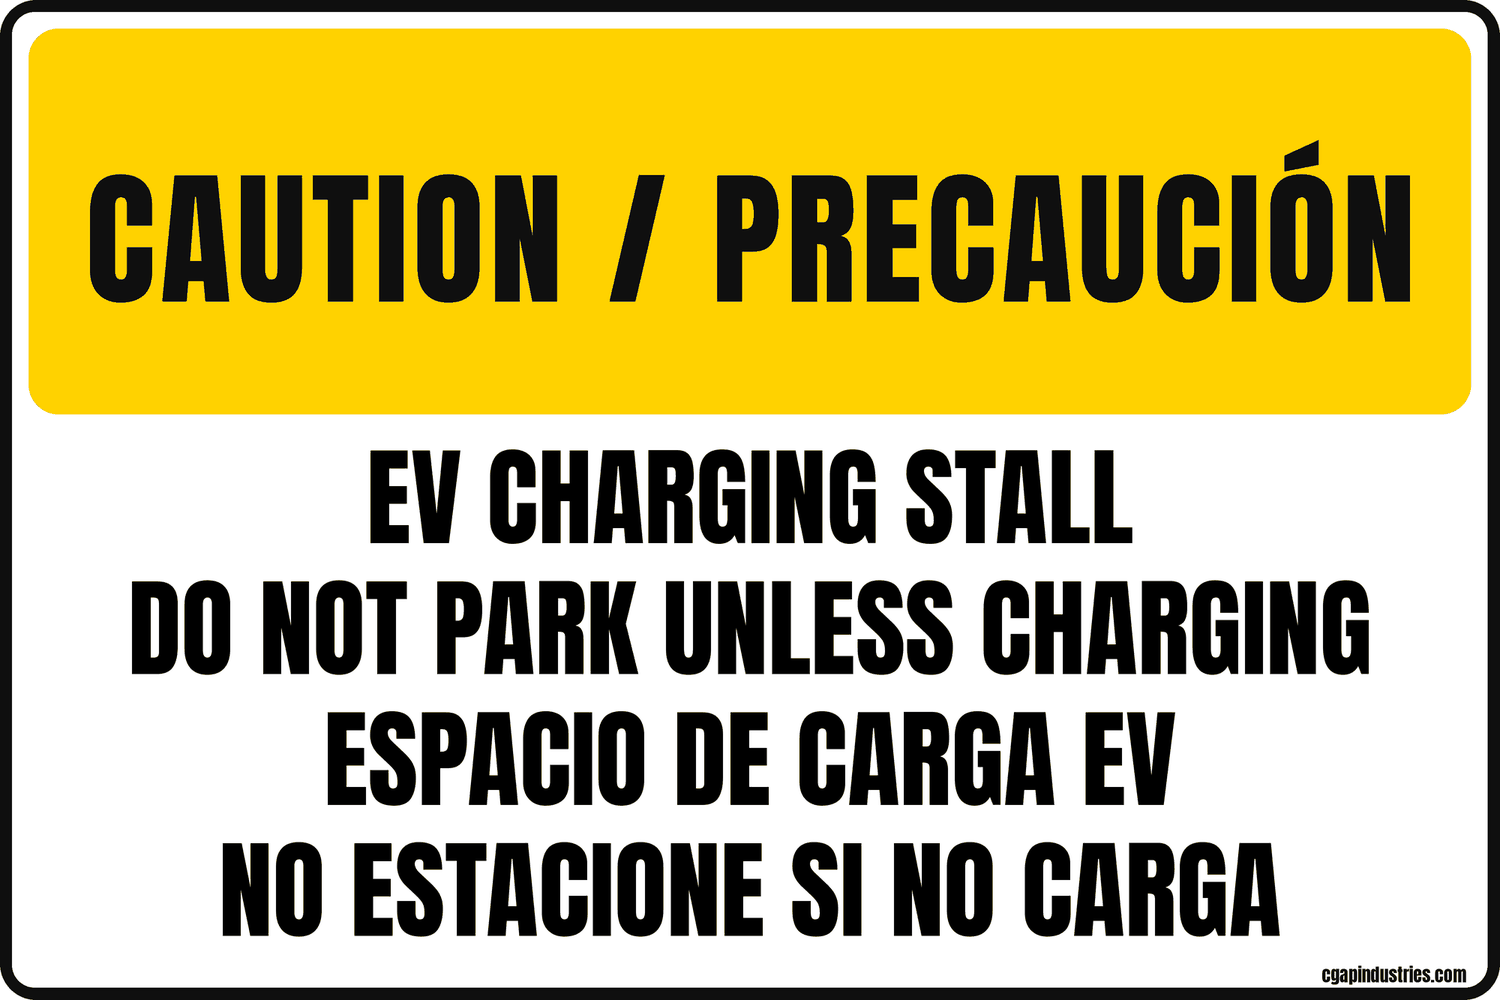 CAUTION / PRECAUCIÓN
EV CHARGING STALL
DO NOT PARK UNLESS CHARGING
ESPACIO DE CARGA EV
NO ESTACIONE SI NO CARGA
cgapindustries.com